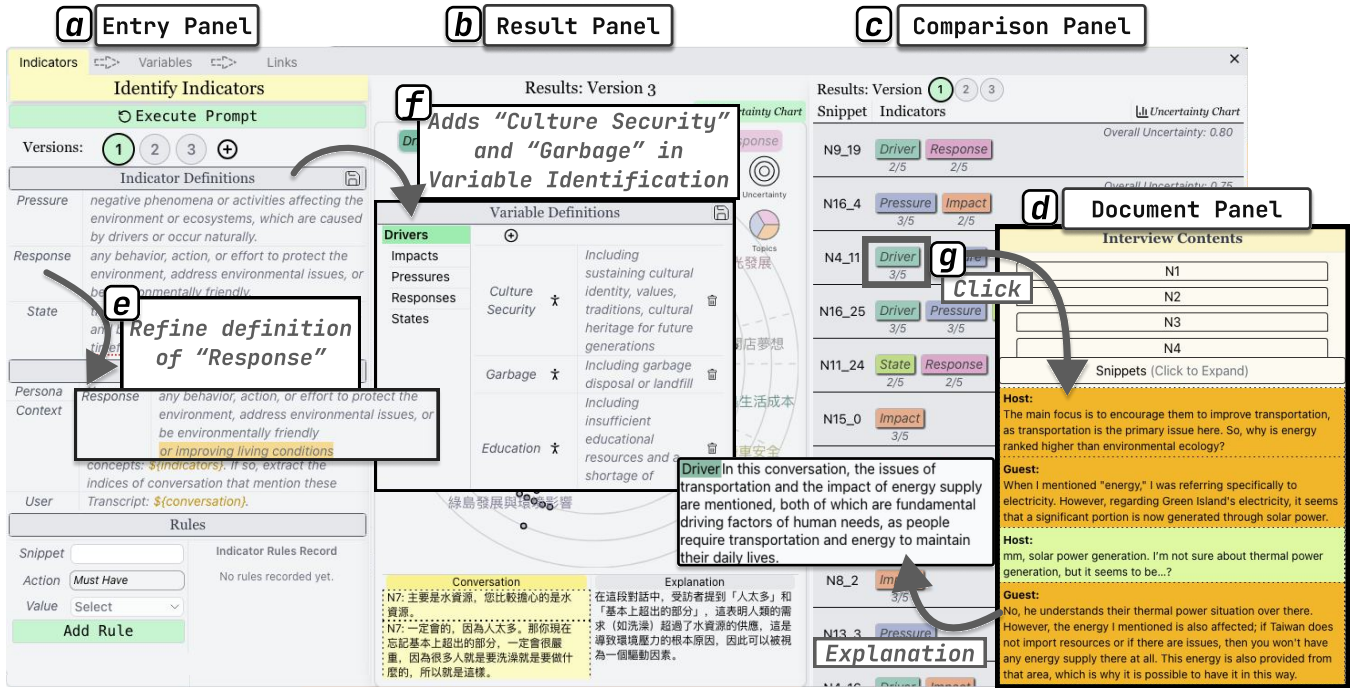 a Entry Panel
b Result Panel
c Comparison Panel
Indicators
Variables
Links
Identify Indicators
Execute Prompt
Versions: 1 2 3
Indicator Definitions
Pressure
negative phenomena or activities affecting the
environment or ecosystems, which are caused
by drivers or occur naturally.
Response
any behavior, action, or effort to protect the
environment, address environmental issues, or
State
e Refine definition
of “Response”
Persona
Context
Response
any behavior, action, or effort to protect the
environment, address environmental issues, or
be environmentally friendly
or improving living conditions
concepts: ${indicators}. If so, extract the
indices of conversation that mention these
User
Transcript: ${conversation}.
Rules
Snippet
Action Must Have
Value Select
Add Rule
Indicator Rules Record
No rules recorded yet.
Results: Version 3
f Adds “Culture Security”
and “Garbage” in
Variable Identification
Chart
Uncertainty
Topics
Variable Definitions
Drivers
Impacts
Pressures
Responses
States
Culture
Security
Including
sustaining cultural
identity, values,
traditions, cultural
heritage for future
generations
Garbage
Including garbage
disposal or landfill
Education
Including
insufficient
educational
resources and a
shortage of
生活成本
綠島發展與環境影響
Driver In this conversation, the issues of
transportation and the impact of energy supply
are mentioned, both of which are fundamental
driving factors of human needs, as people
require transportation and energy to maintain
their daily lives.
Conversation
N7: 主要是水資源，您比較擔心的是水
資源。
N7: 一定會的，因為人太多。那你現在
忘記基本上超出的部分，一定會很嚴
重，因為很多人就是要洗澡就是要做什
麼的，所以就是這樣。
Explanation
在這段對話中，受訪者提到「人太多」和
「基本上超出的部分」，這表明人類的需
求（如洗澡）超過了水資源的供應，這是
導致環境壓力的根本原因，因此可以被視
為一個驅動因素。
Results: Version 1 2 3
Snippet Indicators
Uncertainty Chart
Overall Uncertainty: 0.80
N9_19 Driver Response
2/5 2/5
Overall Uncertainty: 0.75
N16_4 Pressure Impact
3/5 2/5
N4_11 Driver
3/5
g Click
N16_25 Driver Pressure
3/5 3/5
N11_24 State Response
2/5 2/5
N15_0 Impact
3/5
N8_2
3/5
N13_3 Pressure
Explanation
d Document Panel
Interview Contents
N1
N2
N3
N4
Snippets (Click to Expand)
Host:
The main focus is to encourage them to improve transportation,
as transportation is the primary issue here. So, why is energy
ranked higher than environmental ecology?
Guest:
When I mentioned "energy," I was referring specifically to
electricity. However, regarding Green Island's electricity, it seems
that a significant portion is now generated through solar power.
Host:
mm, solar power generation. I'm not sure about thermal power
generation, but it seems to be...?
Guest:
No, he understands their thermal power situation over there.
However, the energy I mentioned is also affected; if Taiwan does
not import resources or if there are issues, then you won't have
any energy supply there at all. This energy is also provided from
that area, which is why it is possible to have it in this way.